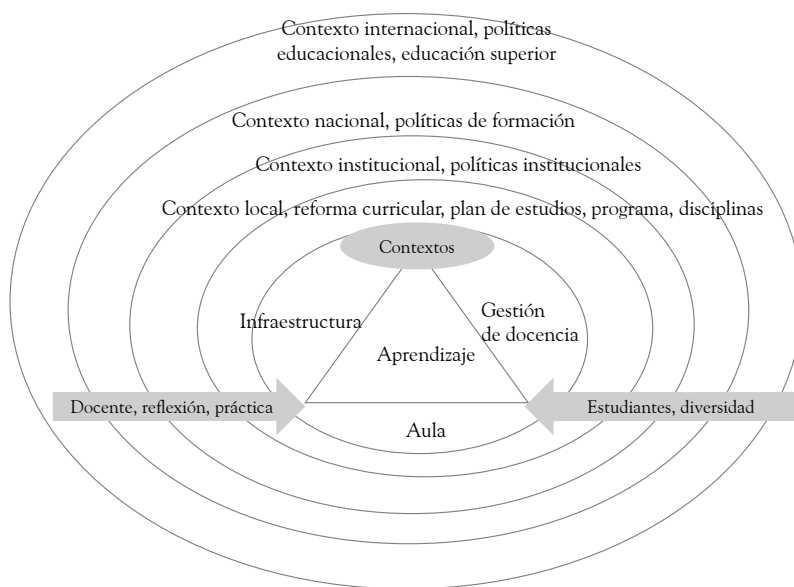 Contexto internacional, políticas
educacionales, educación superior
Contexto nacional, políticas de formación
Contexto institucional, políticas institucionales
Contexto local, reforma curricular, plan de estudios, programa, disciplinas
Contextos
Infraestructura
Gestión
de docencia
Aprendizaje
Docente, reflexión, práctica
Estudiantes, diversidad
Aula